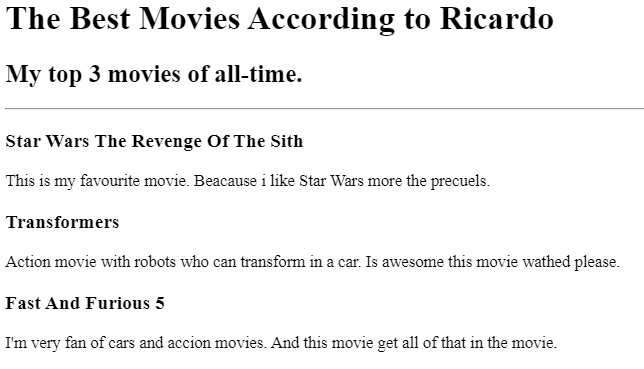 The Best Movies According to Ricardo
My top 3 movies of all-time.
Star Wars The Revenge Of The Sith
This is my favourite movie. Beacause i like Star Wars more the precuels.
Transformers
Action movie with robots who can transform in a car. Is awesome this movie wathed please.
Fast And Furious 5
I'm very fan of cars and accion movies. And this movie get all of that in the movie.